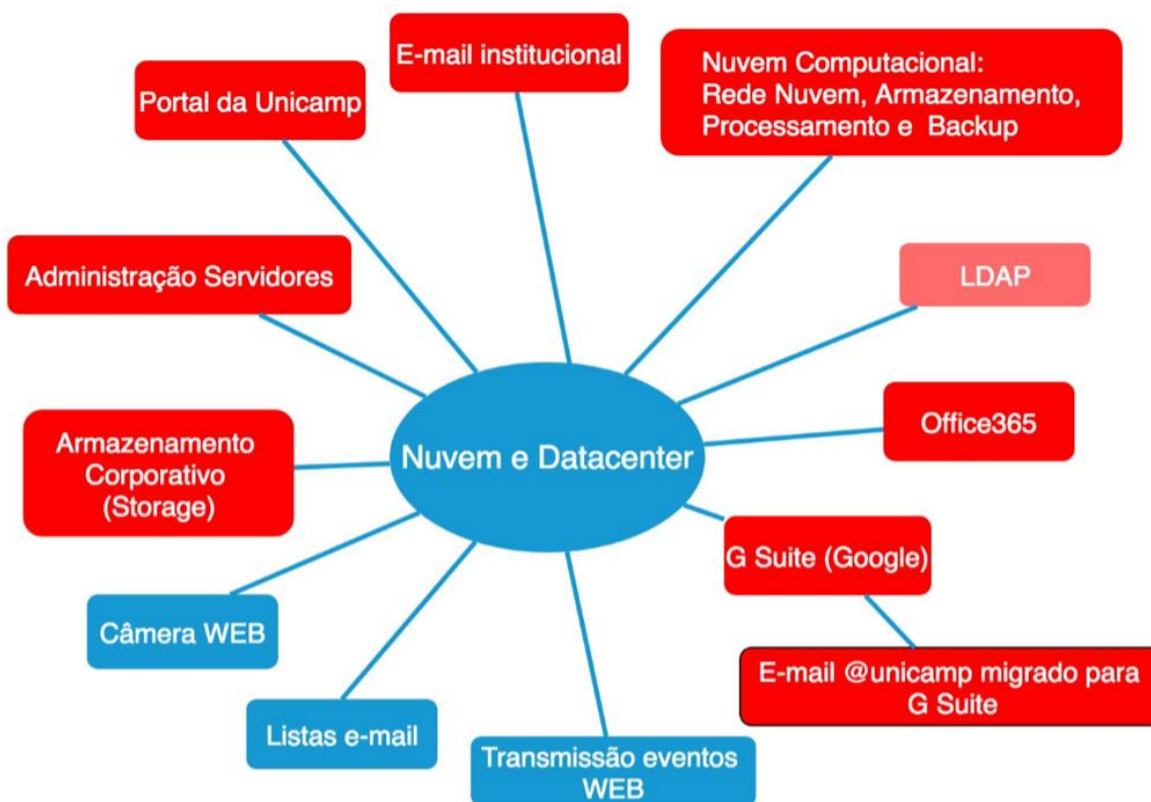 E-mail institucional
Portal da Unicamp
Nuvem Computacional:
Rede Nuvem, Armazenamento,
Processamento e Backup
Administração Servidores
LDAP
Office365
Armazenamento
Corporativo
(Storage)
Nuvem e Datacenter
G Suite (Google)
Câmera WEB
E-mail @unicamp migrado para
G Suite
Listas e-mail
Transmissão eventos
WEB